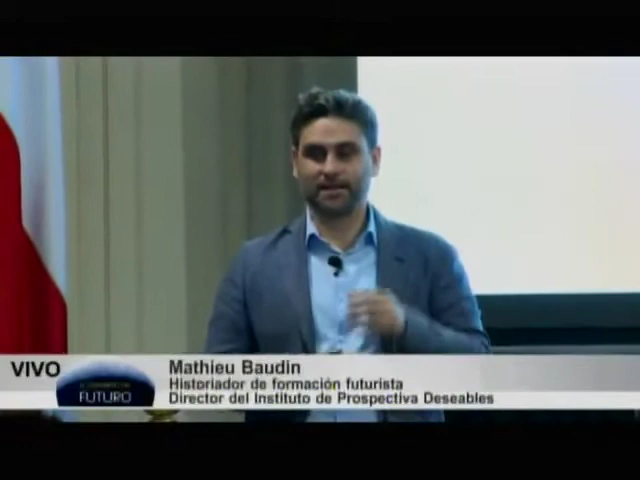 VIVO
FUTURO
Mathieu Baudin
Historiador de formación futurista
Director del Instituto de Prospectiva Deseables